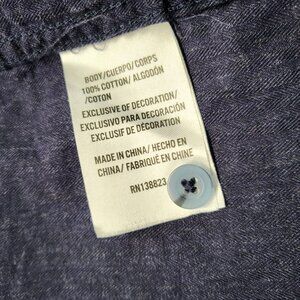 BODY/CUERPO/CORPS
100% COTTON/ ALGODÓN
/COTON
EXCLUSIVE OF DECORATION/
EXCLUSIVO PARA DECORACIÓN
EXCLUSIF DE DÉCORATION
MADE IN CHINA/ HECHO EN
CHINA/ FABRIQUÉ EN CHINE
RN138823